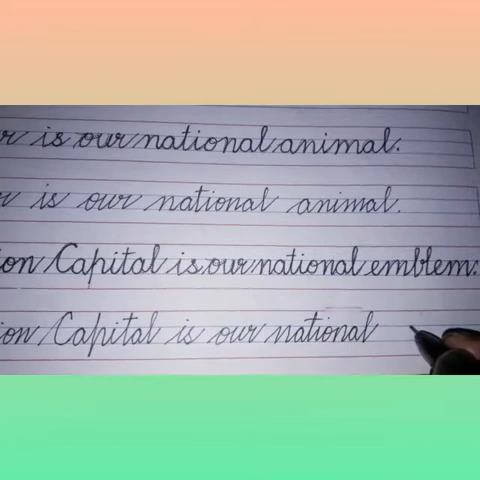 r is our national animal.
r is our national animal.
ion Capital is our national emblem.
ion Capital is our national